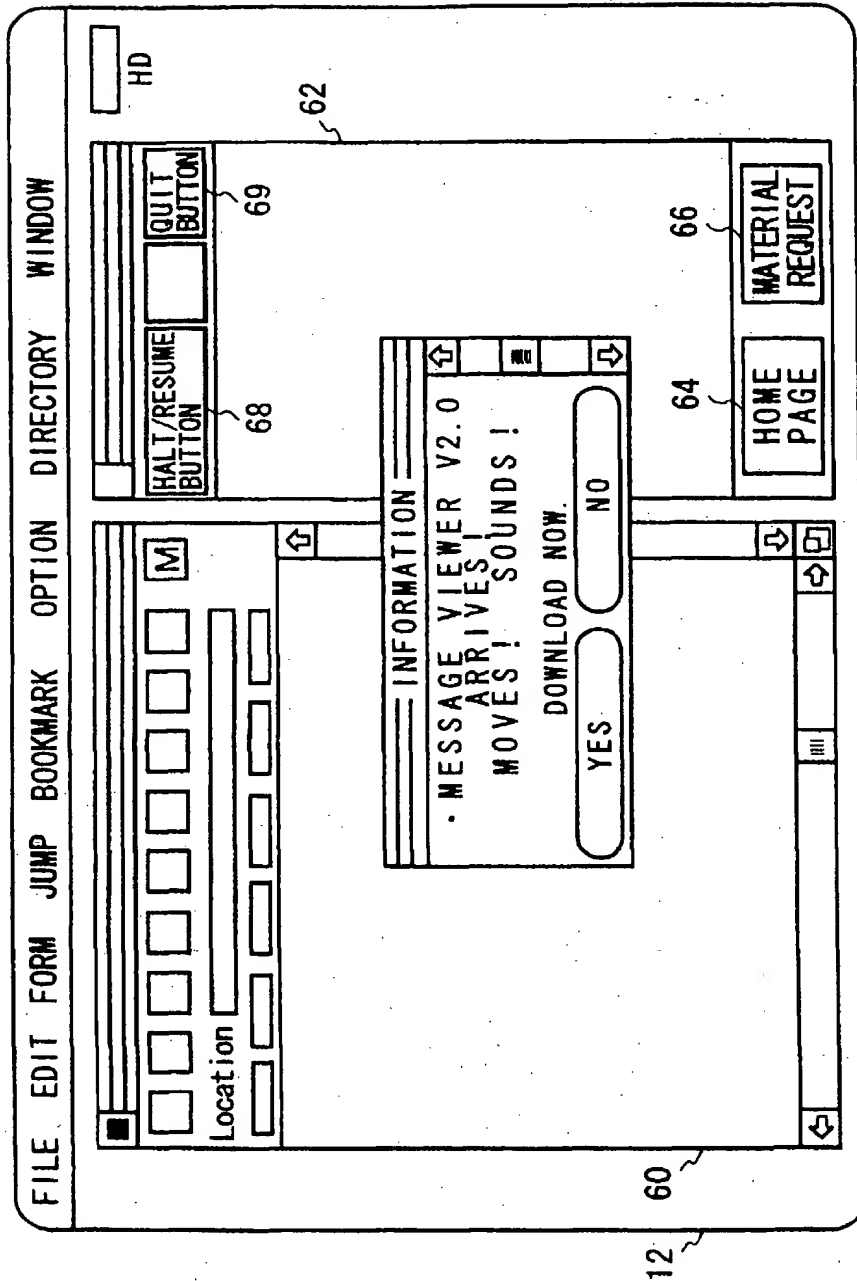 FILE EDIT FORM JUMP BOOKMARK OPTION DIRECTORY WINDOW
HD
M
Location
HALT/RESUME
BUTTON
QUIT
BUTTON
68
69
62
INFORMATION
· MESSAGE VIEWER V2.0
ARRIVES!
MOVES! SOUNDS!
DOWNLOAD NOW.
YES
NO
64
66
HOME
PAGE
MATERIAL
REQUEST
60
12